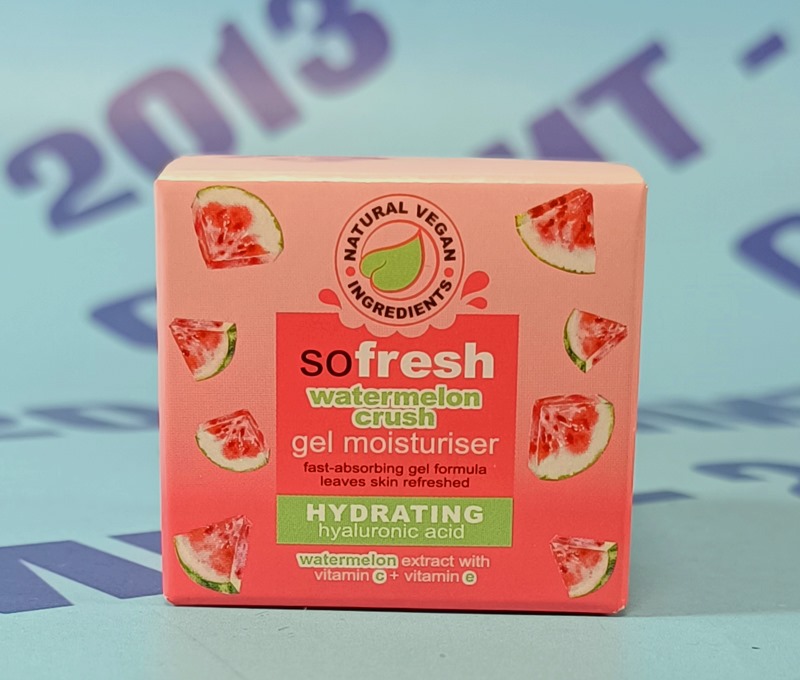 2013
NATURAL VEGAN
INGREDIENTS
sofresh
watermelon
crush
gel moisturiser
fast-absorbing gel formula
leaves skin refreshed
HYDRATING
hyaluronic acid
watermelon extract with
vitamin c + vitamin e